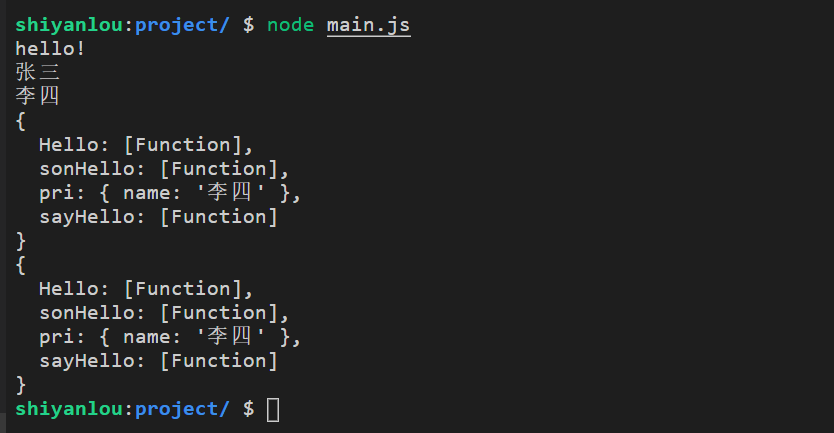 shiyanlou:project/ $ node main.js
hello!
张三
李四
{
  Hello: [Function],
  sonHello: [Function],
  pri: { name: '李四' },
  sayHello: [Function]
}
{
  Hello: [Function],
  sonHello: [Function],
  pri: { name: '李四' },
  sayHello: [Function]
}
shiyanlou:project/ $